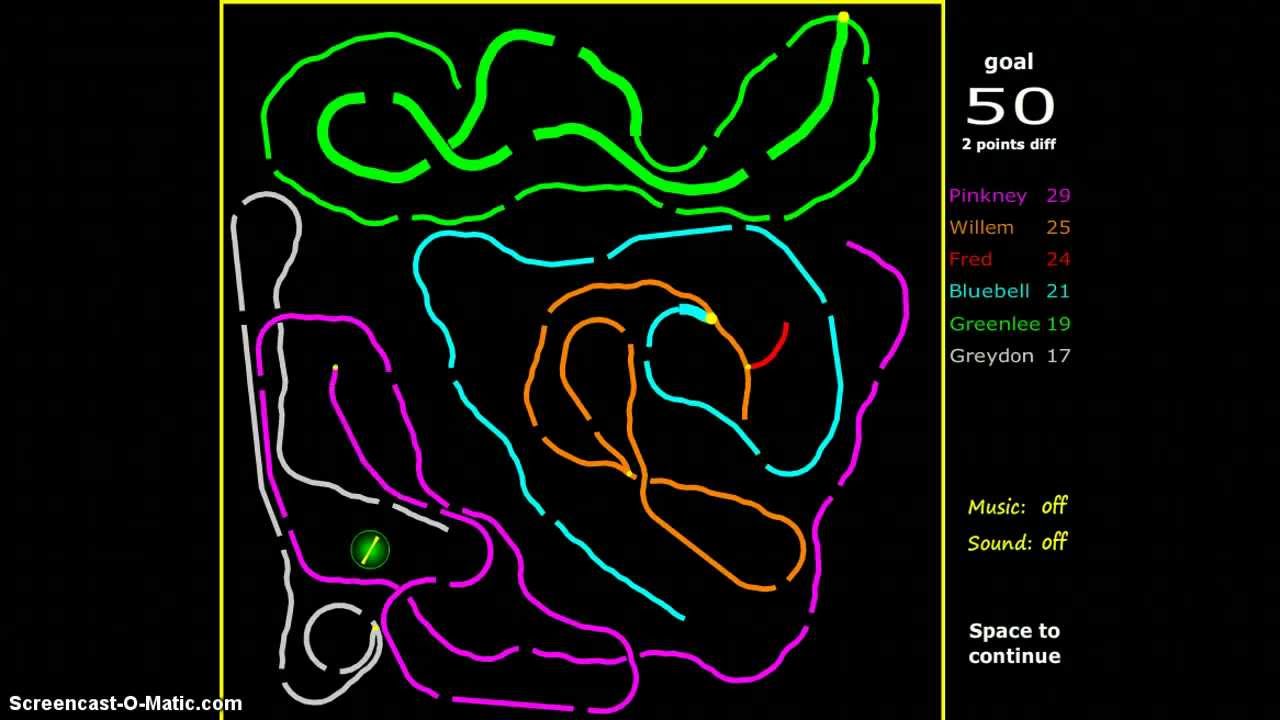 goal
50
2 points diff
Pinkney 29
Willem 25
Fred 24
Bluebell 21
Greenlee 19
Greydon 17
Music: off
Sound: off
Space to
continue
Screencast-O-Matic.com